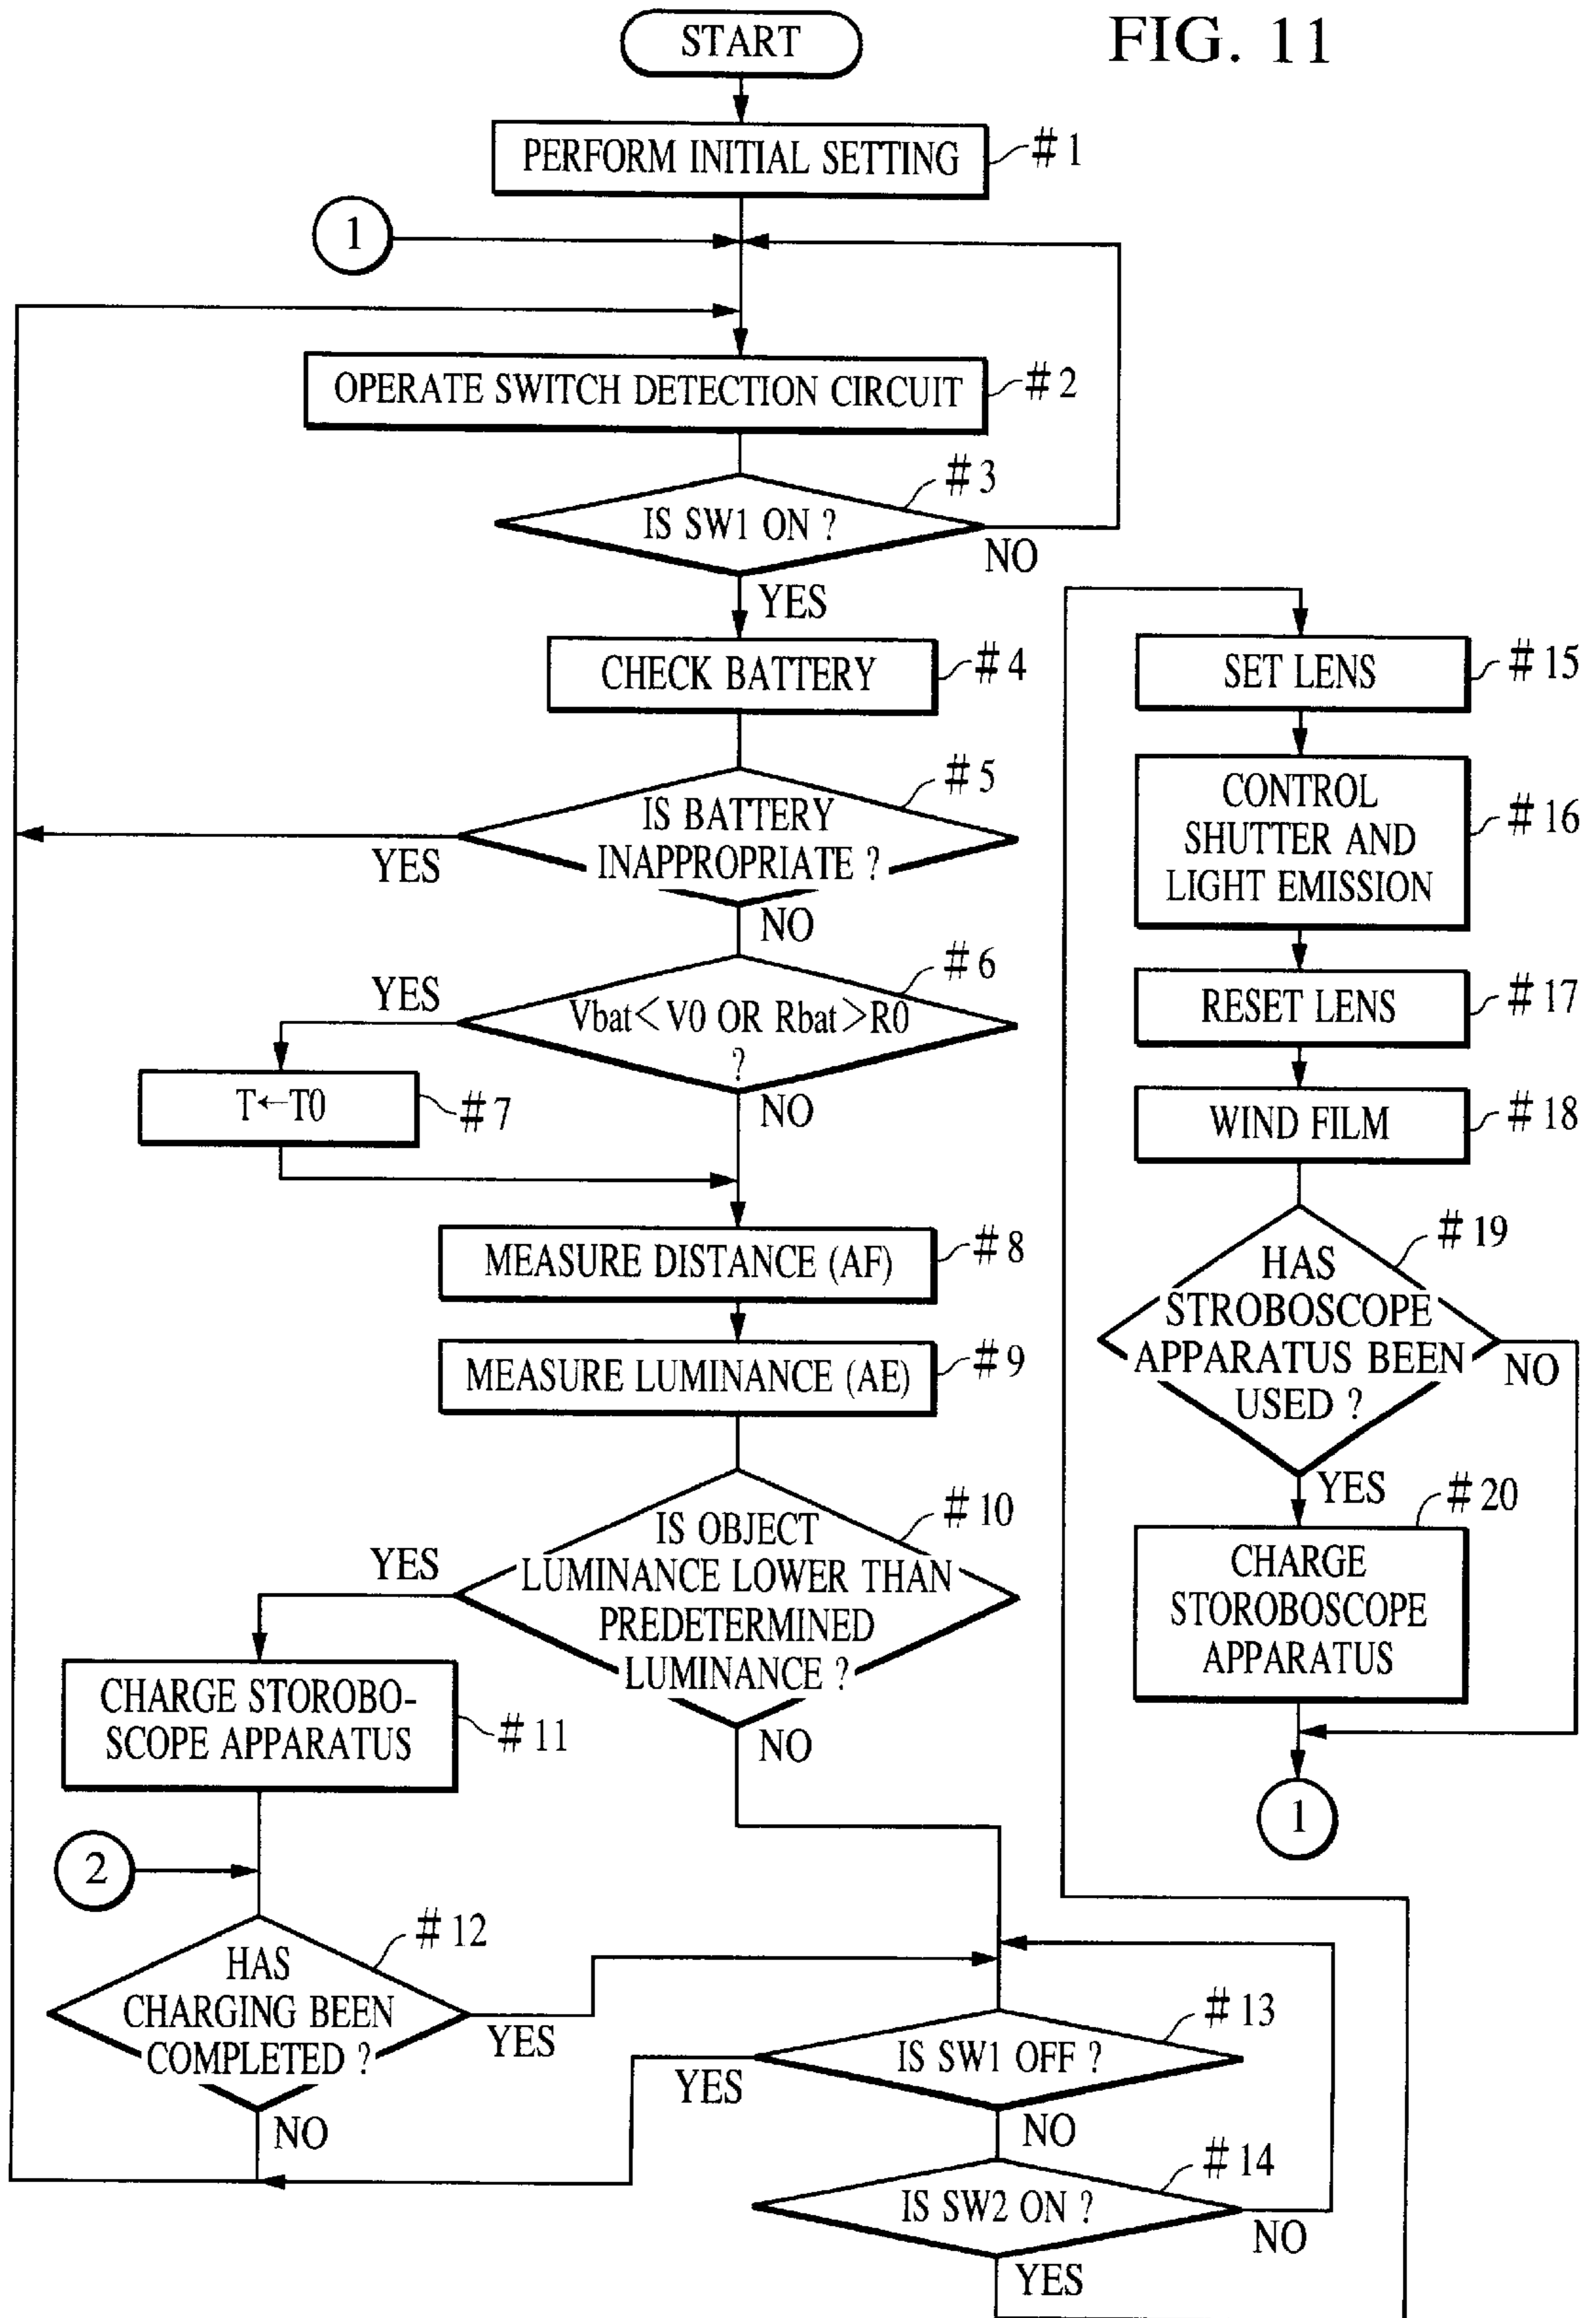 FIG. 11
START
PERFORM INITIAL SETTING
#1
1
OPERATE SWITCH DETECTION CIRCUIT
#2
#3
IS SW1 ON ?
NO
YES
CHECK BATTERY
#4
#5
IS BATTERY
INAPPROPRIATE ?
YES
NO
#6
YES
Vbat<V0 OR Rbat>R0
?
NO
T←T0
#7
MEASURE DISTANCE (AF)
#8
MEASURE LUMINANCE (AE)
#9
#10
IS OBJECT
LUMINANCE LOWER THAN
PREDETERMINED
LUMINANCE ?
YES
NO
CHARGE STOROBO-
SCOPE APPARATUS
#11
2
#12
HAS
CHARGING BEEN
COMPLETED ?
YES
NO
#13
IS SW1 OFF ?
YES
NO
#14
IS SW2 ON ?
NO
YES
SET LENS
#15
CONTROL
SHUTTER AND
LIGHT EMISSION
#16
RESET LENS
#17
WIND FILM
#18
#19
HAS
STROBOSCOPE
APPARATUS BEEN
USED ?
NO
YES
#20
CHARGE
STOROBOSCOPE
APPARATUS
1